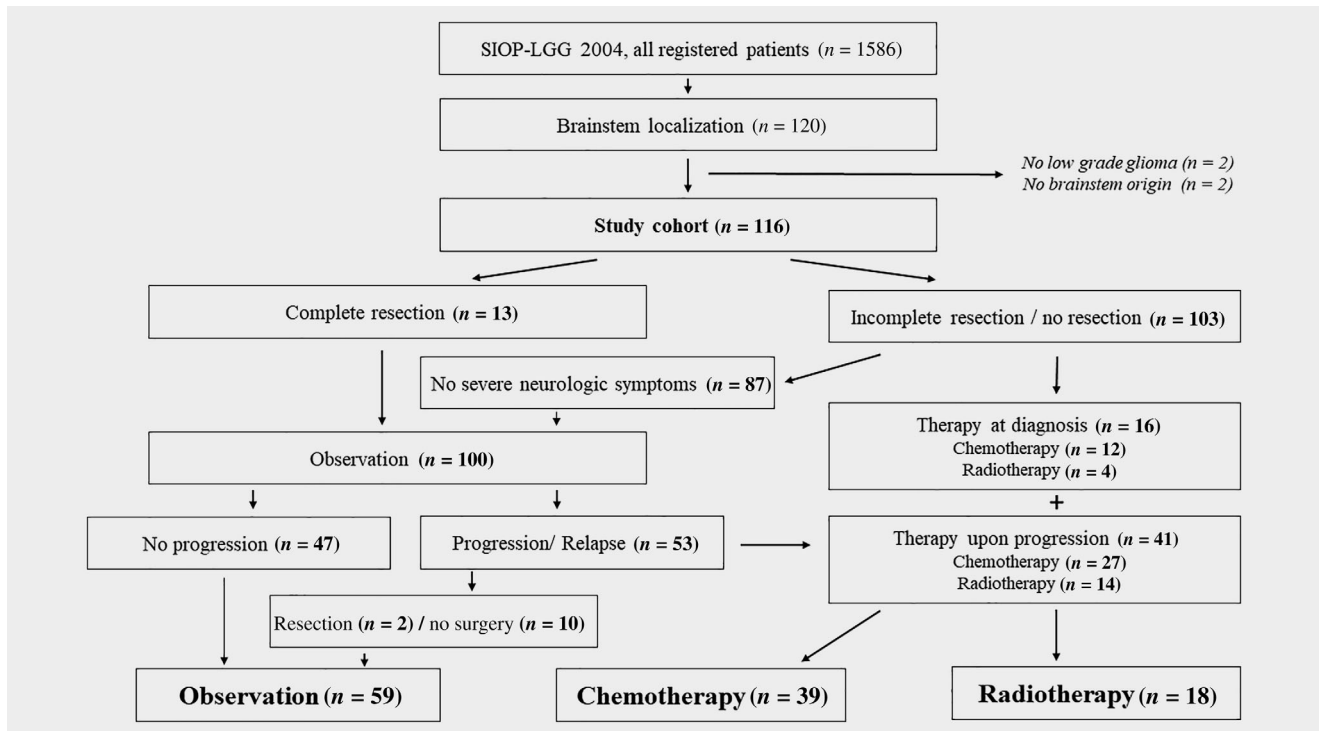 SIOP-LGG 2004, all registered patients (n = 1586)
Brainstem localization (n = 120)
No low grade glioma (n = 2)
No brainstem origin (n = 2)
Study cohort (n = 116)
Complete resection (n = 13)
Incomplete resection / no resection (n = 103)
No severe neurologic symptoms (n = 87)
Therapy at diagnosis (n = 16)
Chemotherapy (n = 12)
Radiotherapy (n = 4)
Observation (n = 100)
+
No progression (n = 47)
Progression/ Relapse (n = 53)
Therapy upon progression (n = 41)
Chemotherapy (n = 27)
Radiotherapy (n = 14)
Resection (n = 2) / no surgery (n = 10)
Observation (n = 59)
Chemotherapy (n = 39)
Radiotherapy (n = 18)